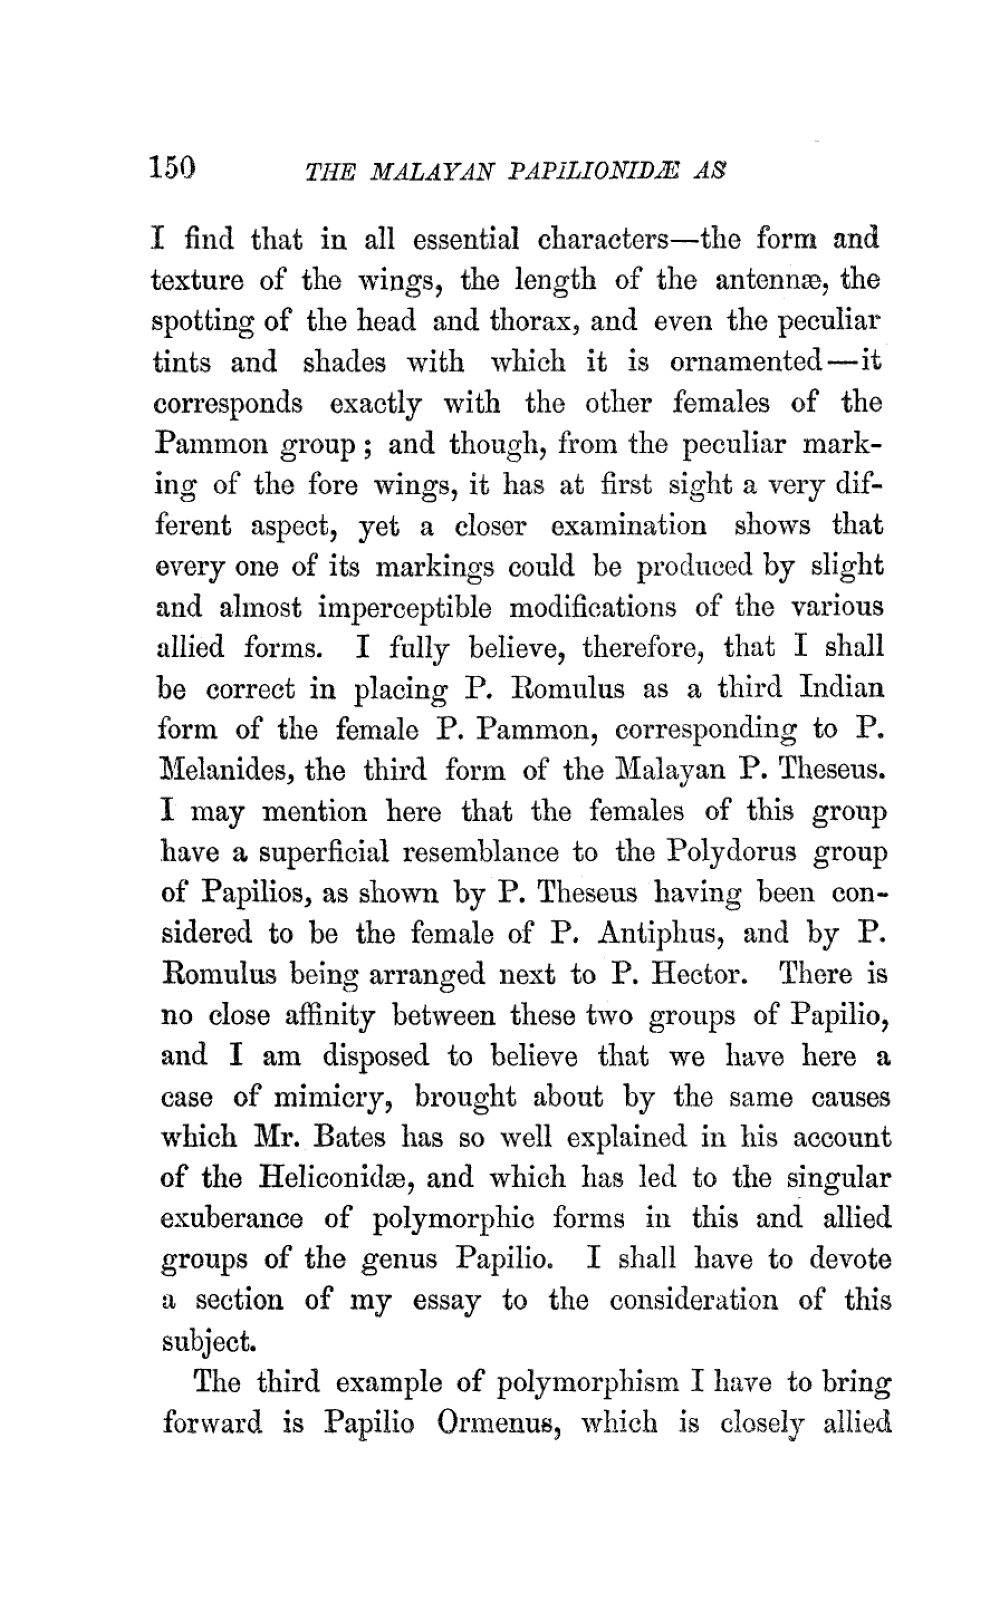 150 THE MALAYAN PAPILIONIDÆ AS
I find that in all essential characters—the form and
texture of the wings, the length of the antennæ, the
spotting of the head and thorax, and even the peculiar
tints and shades with which it is ornamented—it
corresponds exactly with the other females of the
Pammon group; and though, from the peculiar mark-
ing of the fore wings, it has at first sight a very dif-
ferent aspect, yet a closer examination shows that
every one of its markings could be produced by slight
and almost imperceptible modifications of the various
allied forms. I fully believe, therefore, that I shall
be correct in placing P. Romulus as a third Indian
form of the female P. Pammon, corresponding to P.
Melanides, the third form of the Malayan P. Theseus.
I may mention here that the females of this group
have a superficial resemblance to the Polydorus group
of Papilios, as shown by P. Theseus having been con-
sidered to be the female of P. Antiphus, and by P.
Romulus being arranged next to P. Hector. There is
no close affinity between these two groups of Papilio,
and I am disposed to believe that we have here a
case of mimicry, brought about by the same causes
which Mr. Bates has so well explained in his account
of the Heliconidæ, and which has led to the singular
exuberance of polymorphic forms in this and allied
groups of the genus Papilio. I shall have to devote
a section of my essay to the consideration of this
subject.
The third example of polymorphism I have to bring
forward is Papilio Ormenus, which is closely allied